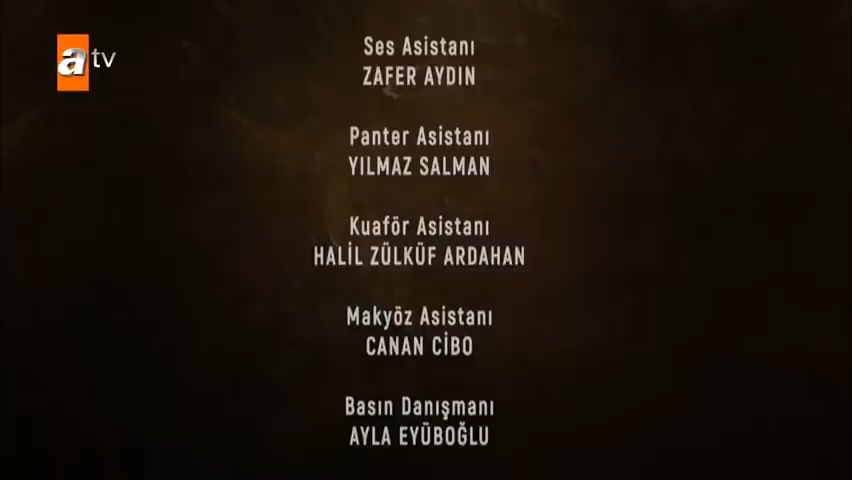 atv
Ses Asistanı
ZAFER AYDIN
Panter Asistanı
YILMAZ SALMAN
Kuaför Asistanı
HALİL ZÜLKÜF ARDAHAN
Makyöz Asistanı
CANAN CİBO
Basın Danışmanı
AYLA EYÜBOĞLU